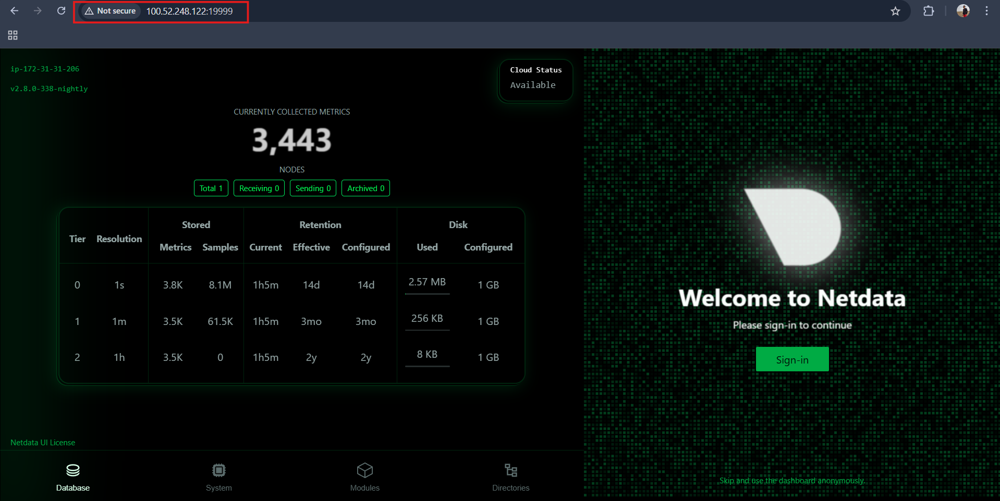 Not secure 100.52.248.122:19999
ip-172-31-31-206
v2.8.0-338-nightly
Cloud Status
Available
CURRENTLY COLLECTED METRICS
3,443
NODES
Total 1 Receiving 0 Sending 0 Archived 0
Stored Retention Disk
Tier Resolution
Metrics Samples Current Effective Configured Used Configured
0 1s 3.8K 8.1M 1h5m 14d 14d 2.57 MB 1 GB
1 1m 3.5K 61.5K 1h5m 3mo 3mo 256 KB 1 GB
2 1h 3.5K 0 1h5m 2y 2y 8 KB 1 GB
Netdata UI License
Database System Modules Directories
Welcome to Netdata
Please sign-in to continue
Sign-in
Skip and use the dashboard anonymously.